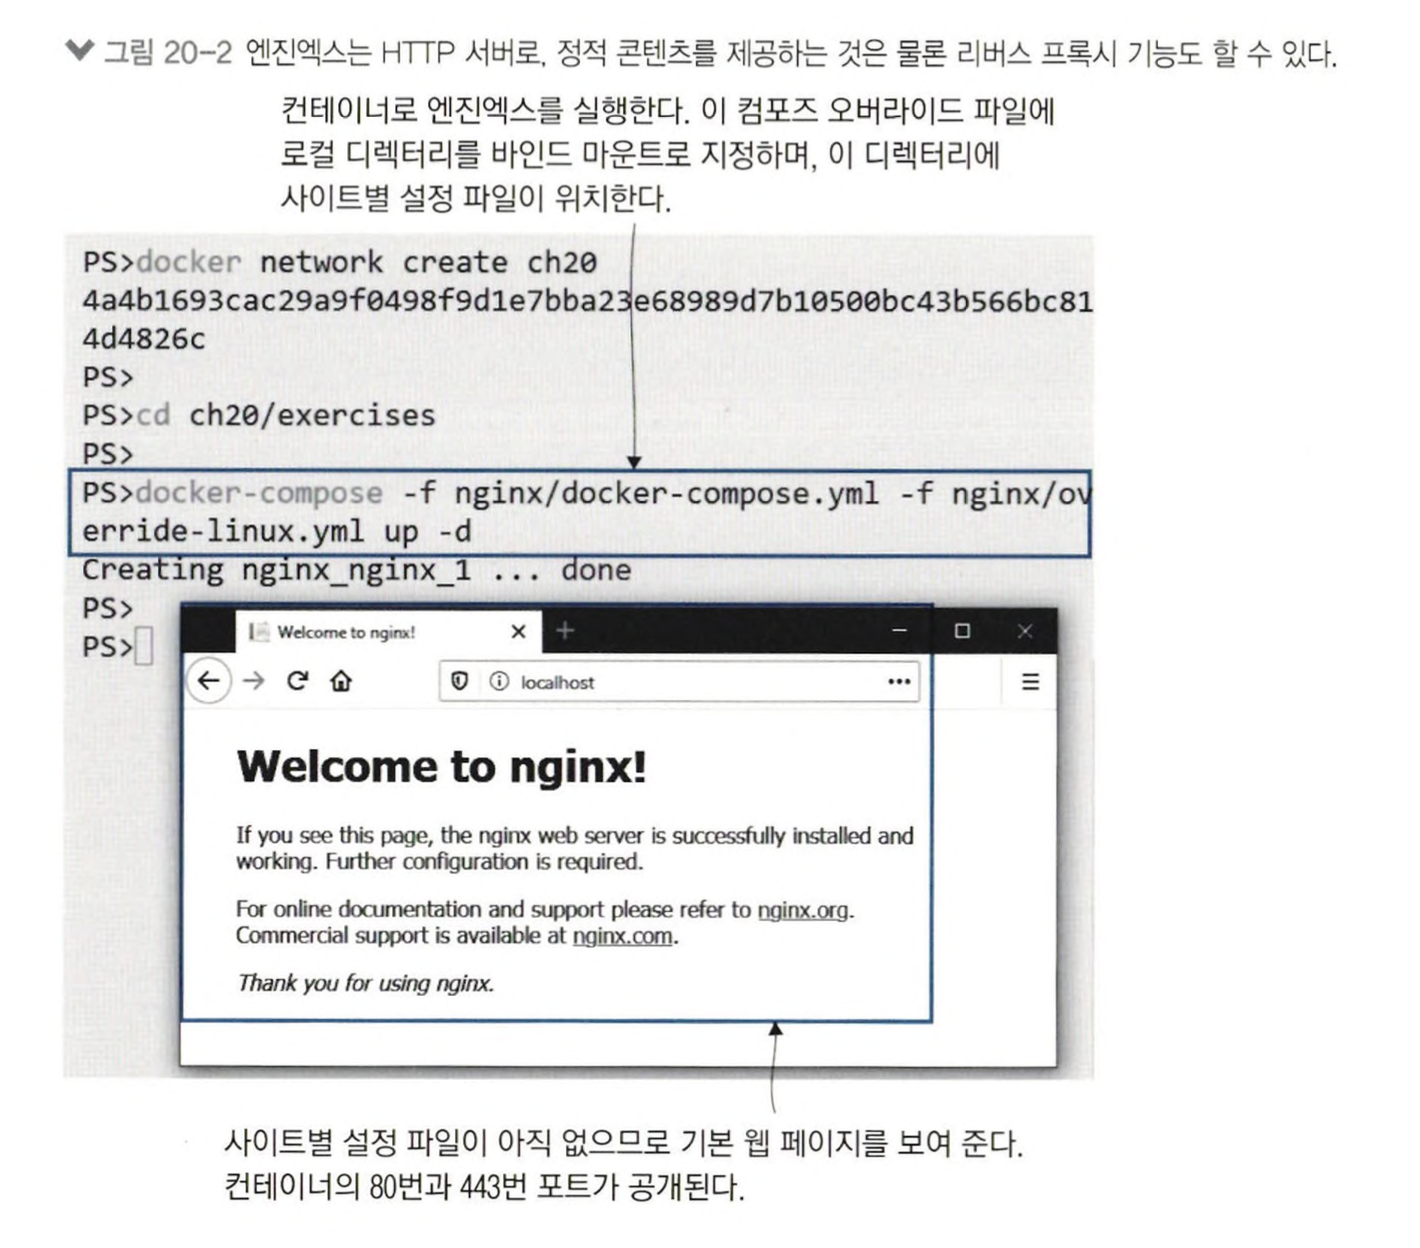 그림 20-2 엔진엑스는 HTTP 서버로, 정적 콘텐츠를 제공하는 것은 물론 리버스 프록시 기능도 할 수 있다.
컨테이너로 엔진엑스를 실행한다. 이 컴포즈 오버라이드 파일에
로컬 디렉터리를 바인드 마운트로 지정하며, 이 디렉터리에
사이트별 설정 파일이 위치한다.
PS>docker network create ch20
4a4b1693cac29a9f0498f9d1e7bba23e68989d7b10500bc43b566bc81
4d4826c
PS>
PS>cd ch20/exercises
PS>
PS>docker-compose -f nginx/docker-compose.yml -f nginx/ov
erride-linux.yml up -d
Creating nginx_nginx_1 ... done
PS>
PS>
Welcome to nginx!
localhost
Welcome to nginx!
If you see this page, the nginx web server is successfully installed and
working. Further configuration is required.
For online documentation and support please refer to nginx.org.
Commercial support is available at nginx.com.
Thank you for using nginx.
사이트별 설정 파일이 아직 없으므로 기본 웹 페이지를 보여 준다.
컨테이너의 80번과 443번 포트가 공개된다.